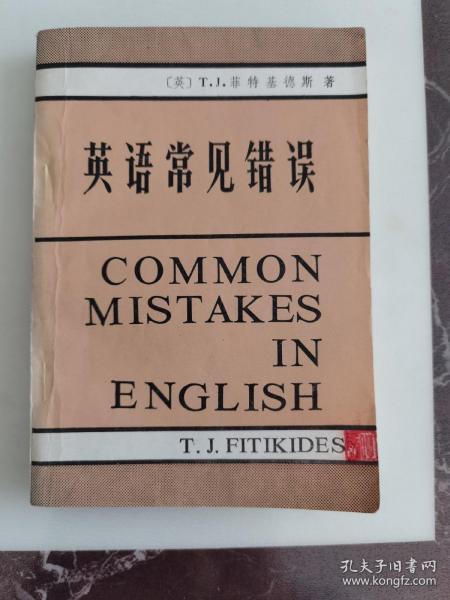 〔英〕T.J.菲特基德斯 著
英语常见错误
COMMON
MISTAKES
IN
ENGLISH
T. J. FITIKIDES
孔夫子旧书网
www.kongfz.com